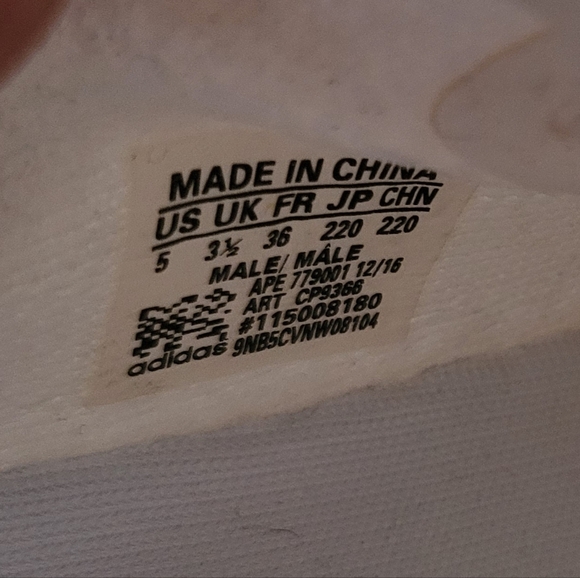 MADE IN CHINA
US UK FR JP CHN
5 3½ 36 220 220
MALE/ MÂLE
APE 779001 12/16
ART CP9366
#115008180
adidas 9NB5CVNW08104